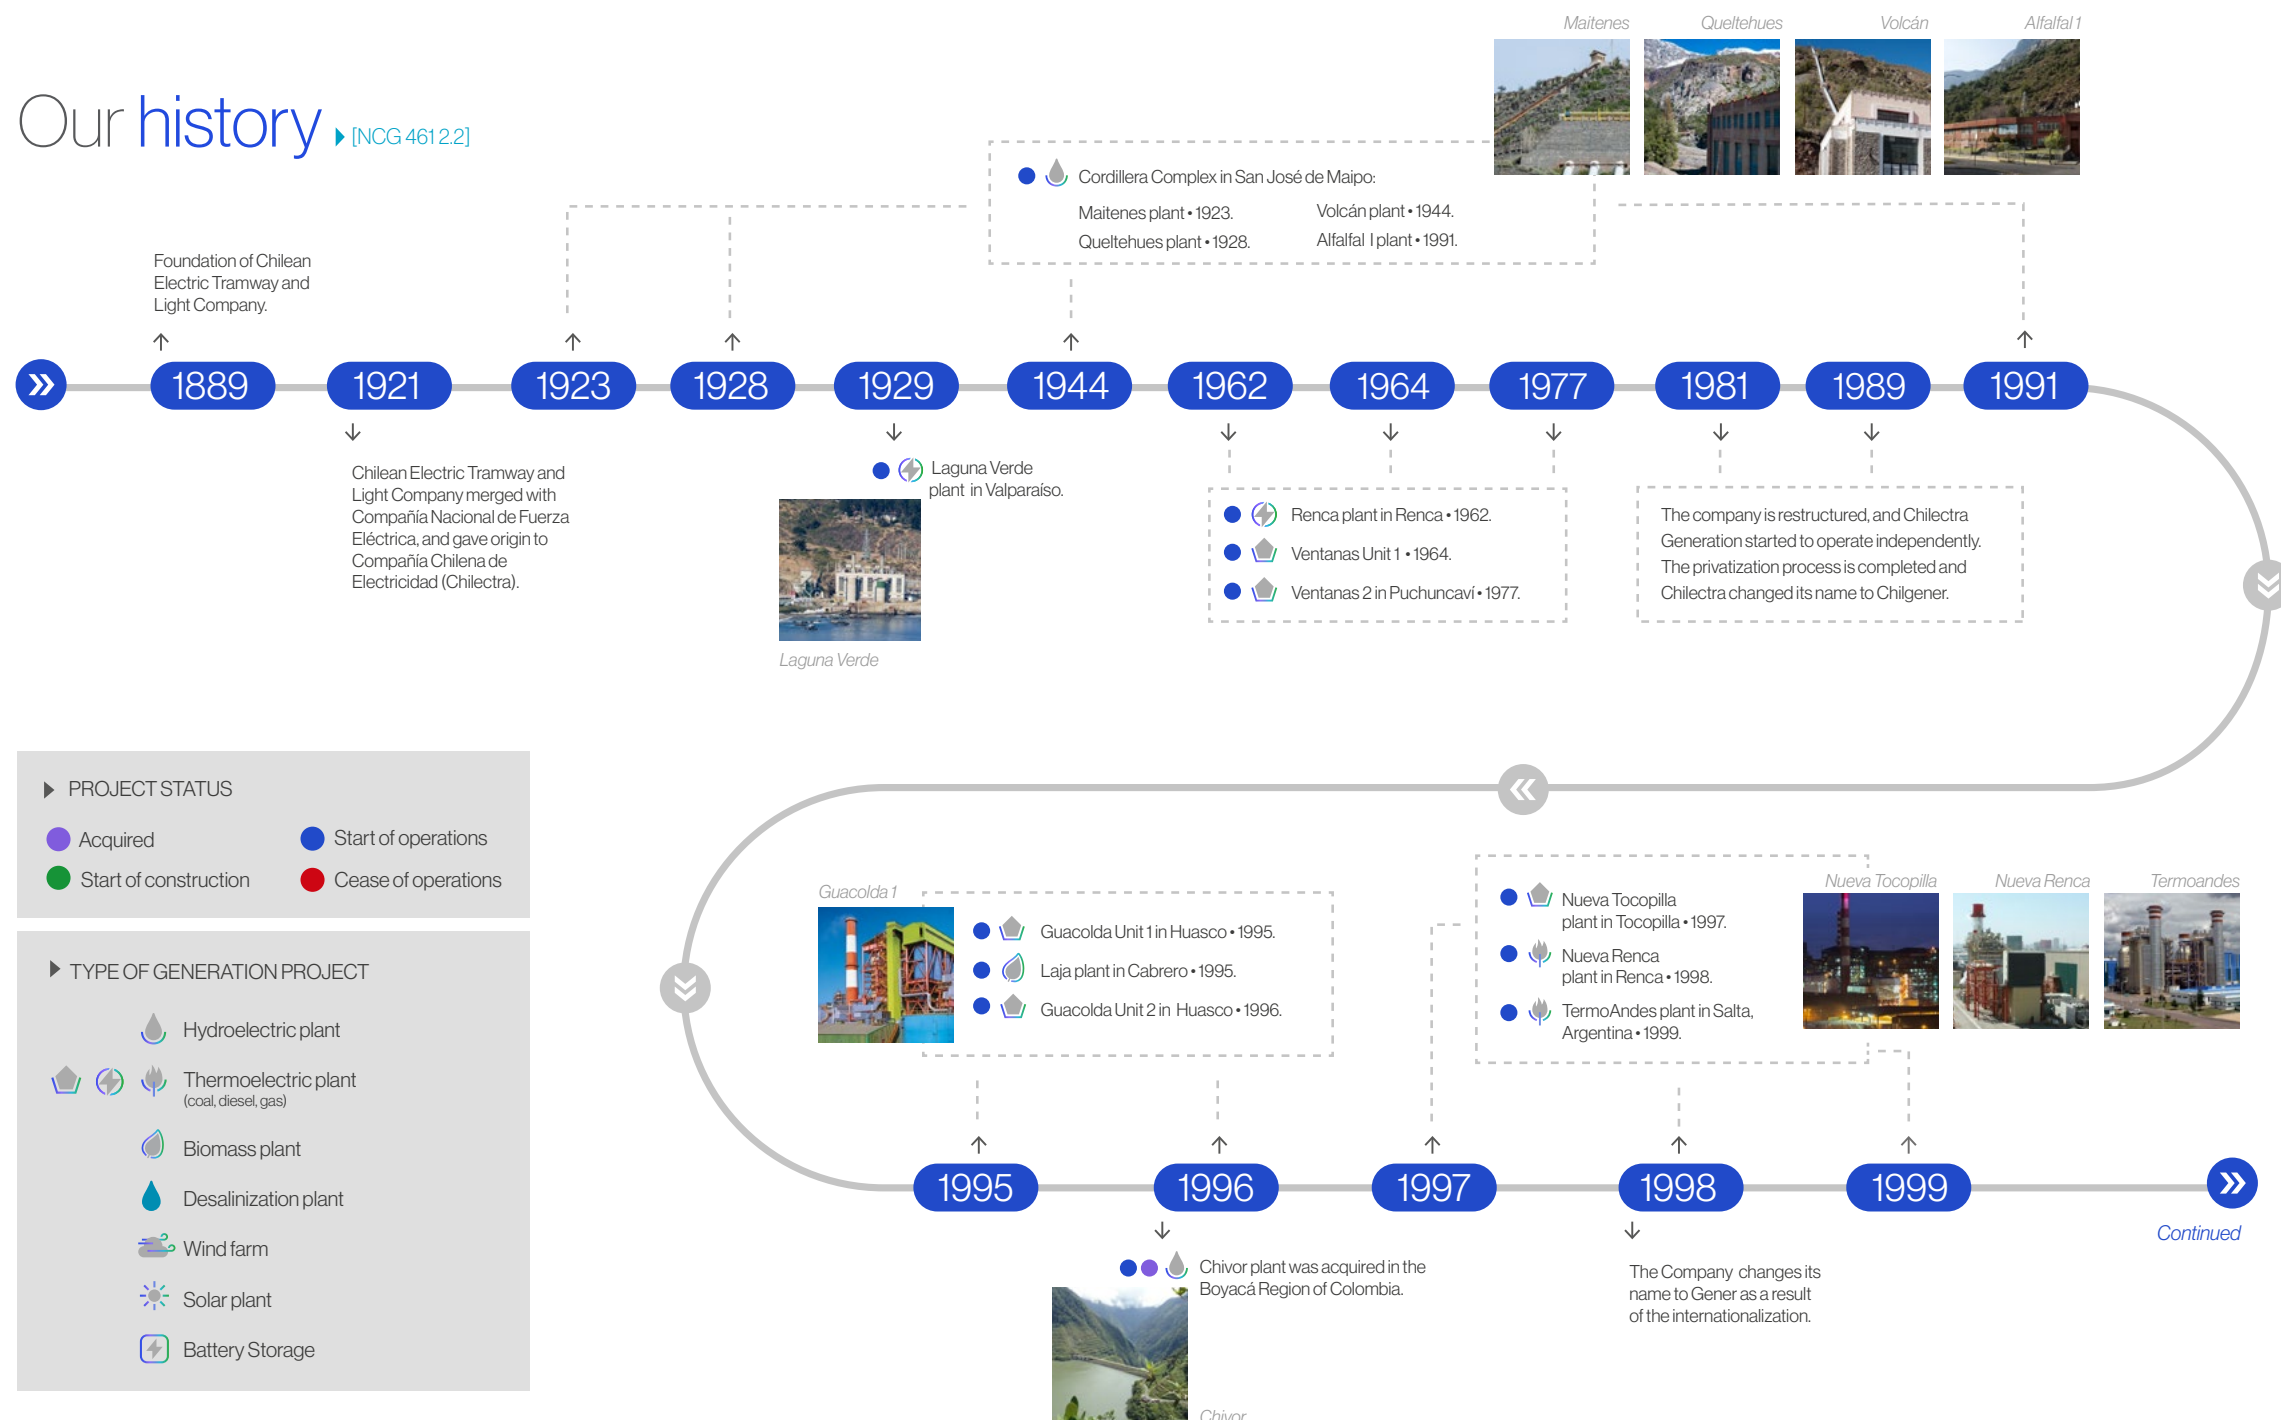 Maitenes
Queltehues
Volcán
Alfalfal 1
Our history [NCG 461 2.2]
Cordillera Complex in San José de Maipo:
Maitenes plant • 1923.
Volcán plant • 1944.
Queltehues plant • 1928.
Alfalfal I plant • 1991.
Foundation of Chilean
Electric Tramway and
Light Company.
1889
1921
1923
1928
1929
1944
1962
1964
1977
1981
1989
1991
Chilean Electric Tramway and
Light Company merged with
Compañía Nacional de Fuerza
Eléctrica, and gave origin to
Compañía Chilena de
Electricidad (Chilectra).
Laguna Verde
plant in Valparaíso.
Laguna Verde
Renca plant in Renca • 1962.
Ventanas Unit 1 • 1964.
Ventanas 2 in Puchuncaví • 1977.
The company is restructured, and Chilectra
Generation started to operate independently.
The privatization process is completed and
Chilectra changed its name to Chilgener.
PROJECT STATUS
Acquired
Start of operations
Start of construction
Cease of operations
TYPE OF GENERATION PROJECT
Hydroelectric plant
Thermoelectric plant
(coal, diesel, gas)
Biomass plant
Desalinization plant
Wind farm
Solar plant
Battery Storage
Guacolda 1
Guacolda Unit 1 in Huasco • 1995.
Laja plant in Cabrero • 1995.
Guacolda Unit 2 in Huasco • 1996.
Nueva Tocopilla
plant in Tocopilla • 1997.
Nueva Renca
plant in Renca • 1998.
TermoAndes plant in Salta,
Argentina • 1999.
Nueva Tocopilla
Nueva Renca
Termoandes
1995
1996
1997
1998
1999
Continued
Chivor plant was acquired in the
Boyacá Region of Colombia.
Chivor
The Company changes its
name to Gener as a result
of the internationalization.